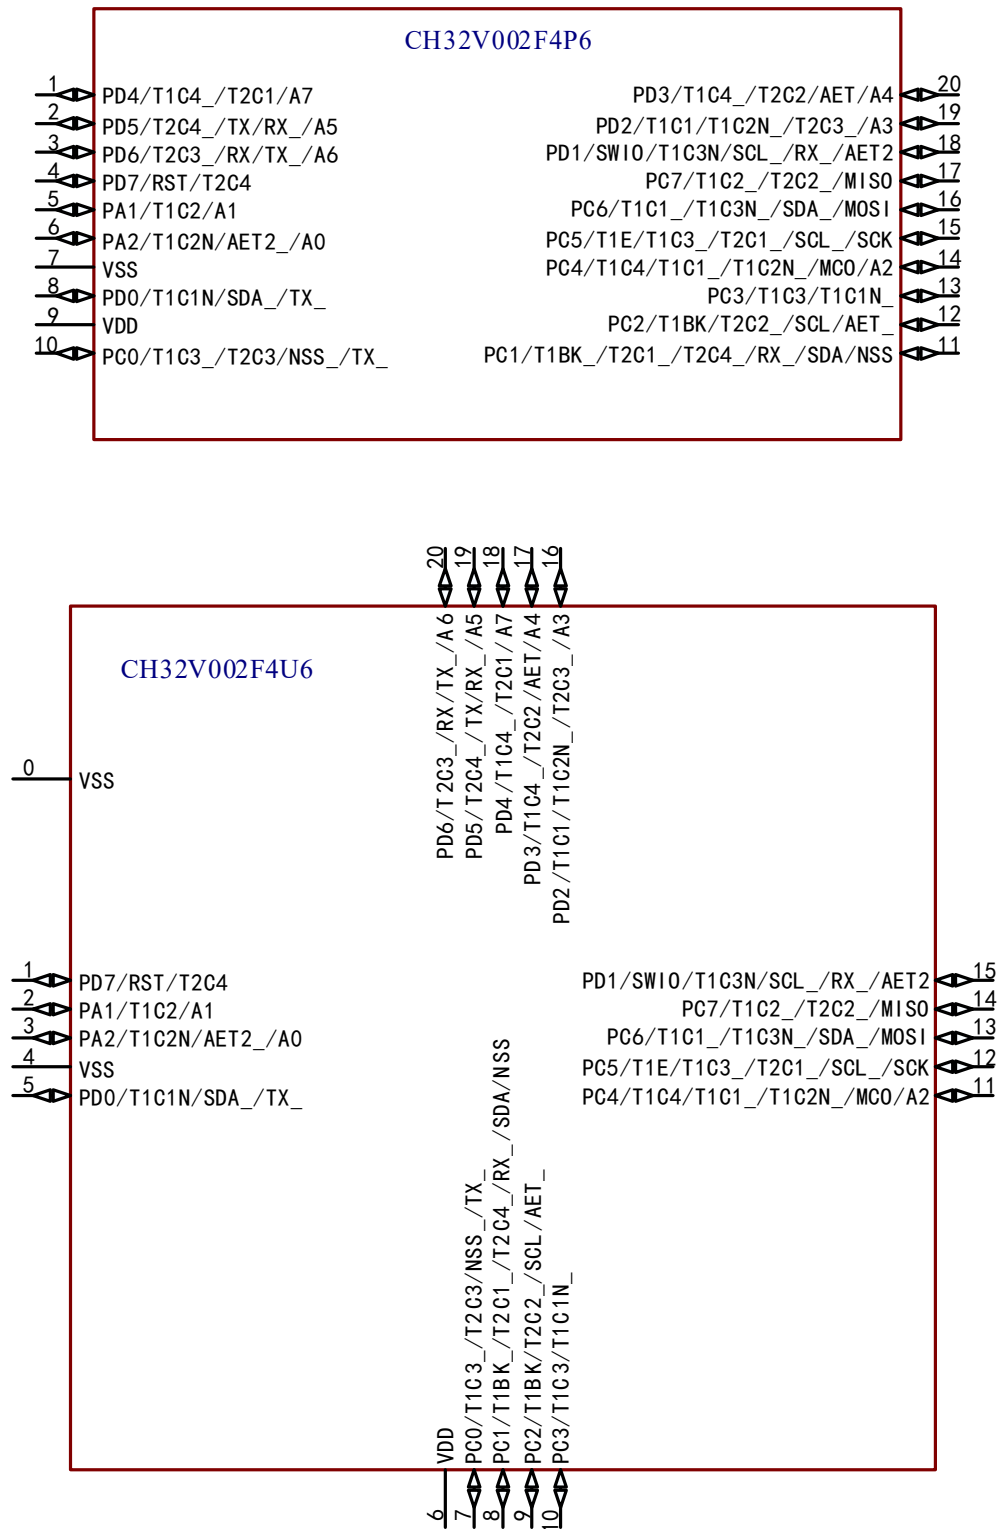 CH32V002F4P6
1 PD4/T1C4_/T2C1/A7
2 PD5/T2C4_/TX/RX_/A5
3 PD6/T2C3_/RX/TX_/A6
4 PD7/RST/T2C4
5 PA1/T1C2/A1
6 PA2/T1C2N/AET2_/A0
7 VSS
8 PD0/T1C1N/SDA_/TX_
9 VDD
10 PC0/T1C3_/T2C3/NSS_/TX_
PD3/T1C4_/T2C2/AET/A4 20
PD2/T1C1/T1C2N_/T2C3_/A3 19
PD1/SWIO/T1C3N/SCL_/RX_/AET2 18
PC7/T1C2_/T2C2_/MISO 17
PC6/T1C1_/T1C3N_/SDA_/MOSI 16
PC5/T1E/T1C3_/T2C1_/SCL_/SCK 15
PC4/T1C4/T1C1_/T1C2N_/MCO/A2 14
PC3/T1C3/T1C1N_ 13
PC2/T1BK/T2C2_/SCL/AET_ 12
PC1/T1BK_/T2C1_/T2C4_/RX_/SDA/NSS 11
CH32V002F4U6
20 PD6/T2C3_/RX/TX_/A6
19 PD5/T2C4_/TX/RX_/A5
18 PD4/T1C4_/T2C1/A7
17 PD3/T1C4_/T2C2/AET/A4
16 PD2/T1C1/T1C2N_/T2C3_/A3
0 VSS
1 PD7/RST/T2C4
2 PA1/T1C2/A1
3 PA2/T1C2N/AET2_/A0
4 VSS
5 PD0/T1C1N/SDA_/TX_
PD1/SWIO/T1C3N/SCL_/RX_/AET2 15
PC7/T1C2_/T2C2_/MISO 14
PC6/T1C1_/T1C3N_/SDA_/MOSI 13
PC5/T1E/T1C3_/T2C1_/SCL_/SCK 12
PC4/T1C4/T1C1_/T1C2N_/MCO/A2 11
6 VDD
7 PC0/T1C3_/T2C3/NSS_/TX_
8 PC1/T1BK_/T2C1_/T2C4_/RX_/SDA/NSS
9 PC2/T1BK/T2C2_/SCL/AET_
10 PC3/T1C3/T1C1N_